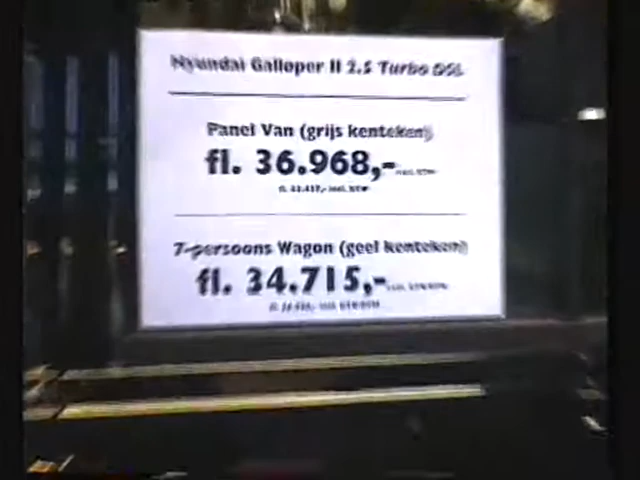 Hyundai Galloper II 2.5 Turbo DSL
Panel Van (grijs kenteken)
fl. 36.968,-
7-persoons Wagon (geel kenteken)
fl. 34.715,-